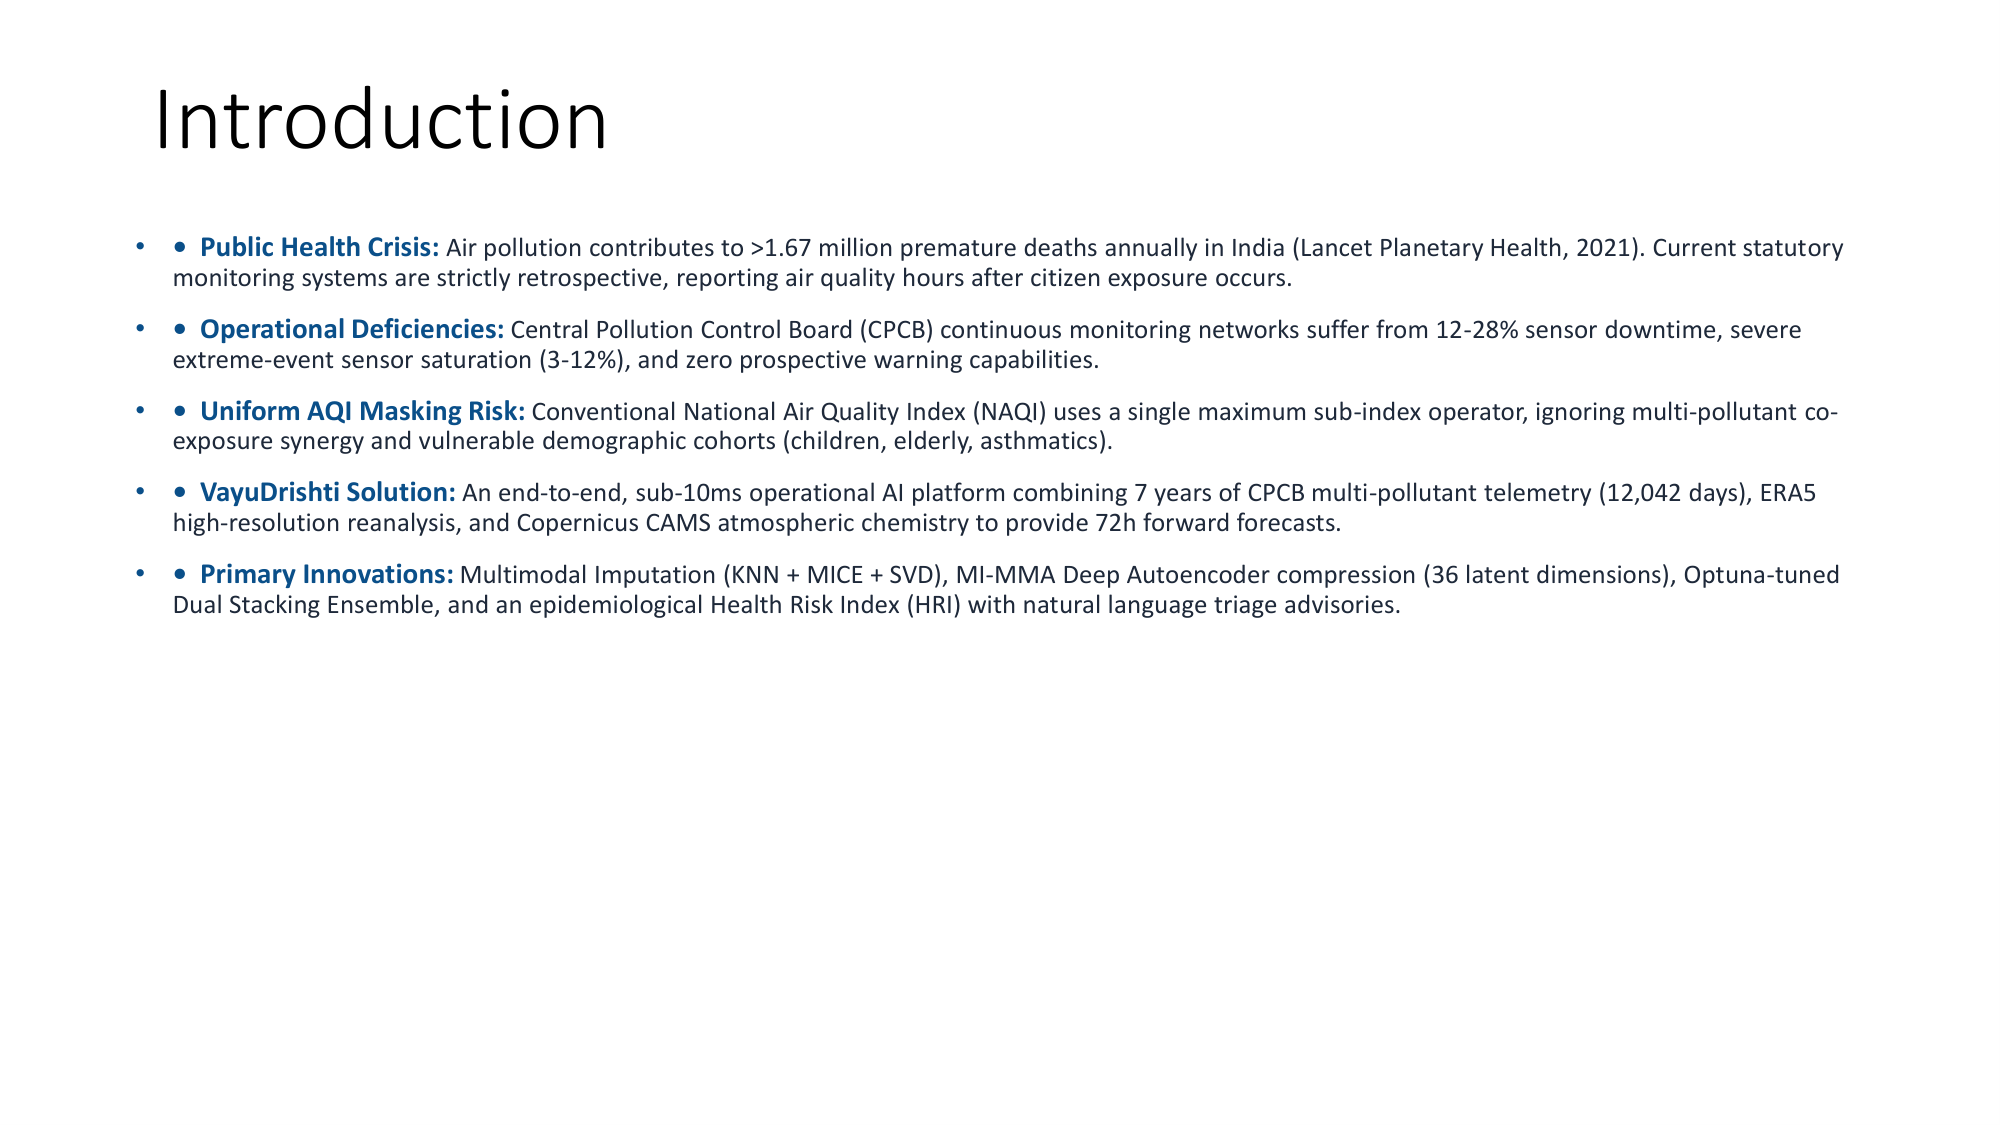 Introduction
• • Public Health Crisis: Air pollution contributes to >1.67 million premature deaths annually in India (Lancet Planetary Health, 2021). Current statutory
monitoring systems are strictly retrospective, reporting air quality hours after citizen exposure occurs.
• • Operational Deficiencies: Central Pollution Control Board (CPCB) continuous monitoring networks suffer from 12-28% sensor downtime, severe
extreme-event sensor saturation (3-12%), and zero prospective warning capabilities.
• • Uniform AQI Masking Risk: Conventional National Air Quality Index (NAQI) uses a single maximum sub-index operator, ignoring multi-pollutant co-
exposure synergy and vulnerable demographic cohorts (children, elderly, asthmatics).
• • VayuDrishti Solution: An end-to-end, sub-10ms operational AI platform combining 7 years of CPCB multi-pollutant telemetry (12,042 days), ERA5
high-resolution reanalysis, and Copernicus CAMS atmospheric chemistry to provide 72h forward forecasts.
• • Primary Innovations: Multimodal Imputation (KNN + MICE + SVD), MI-MMA Deep Autoencoder compression (36 latent dimensions), Optuna-tuned
Dual Stacking Ensemble, and an epidemiological Health Risk Index (HRI) with natural language triage advisories.